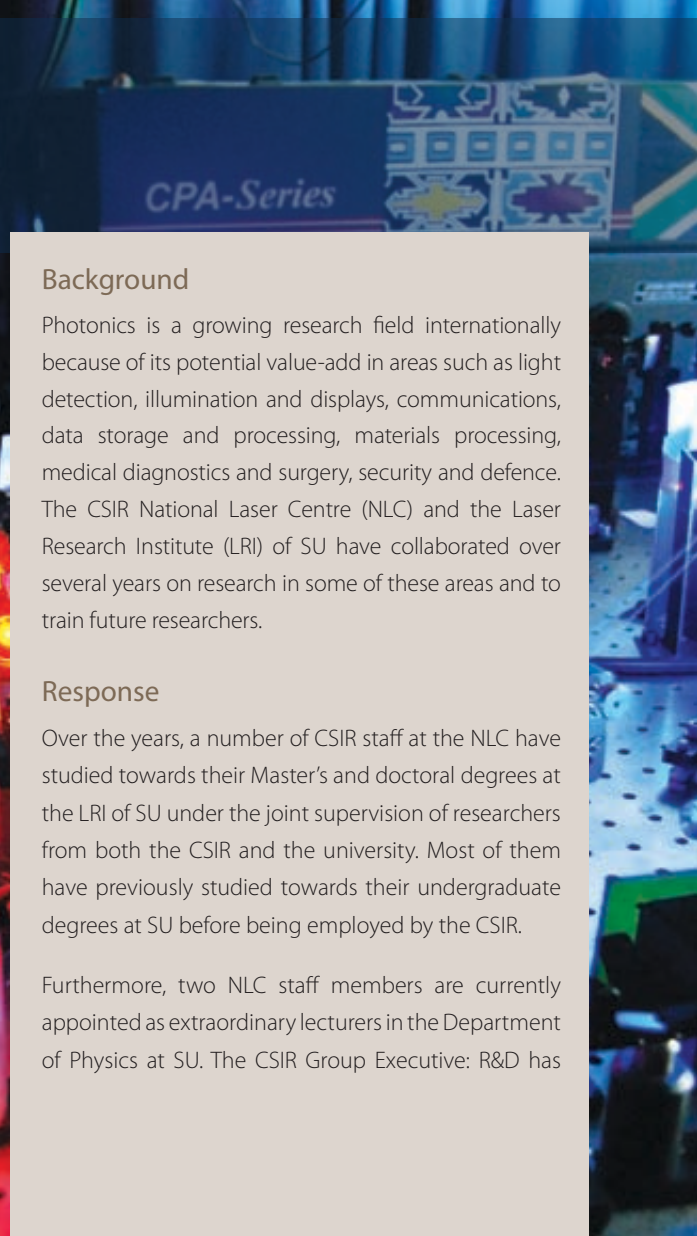 CPA-Series
Background
Photonics is a growing research field internationally
because of its potential value-add in areas such as light
detection, illumination and displays, communications,
data storage and processing, materials processing,
medical diagnostics and surgery, security and defence.
The CSIR National Laser Centre (NLC) and the Laser
Research Institute (LRI) of SU have collaborated over
several years on research in some of these areas and to
train future researchers.
Response
Over the years, a number of CSIR staff at the NLC have
studied towards their Master’s and doctoral degrees at
the LRI of SU under the joint supervision of researchers
from both the CSIR and the university. Most of them
have previously studied towards their undergraduate
degrees at SU before being employed by the CSIR.
Furthermore, two NLC staff members are currently
appointed as extraordinary lecturers in the Department
of Physics at SU. The CSIR Group Executive: R&D has